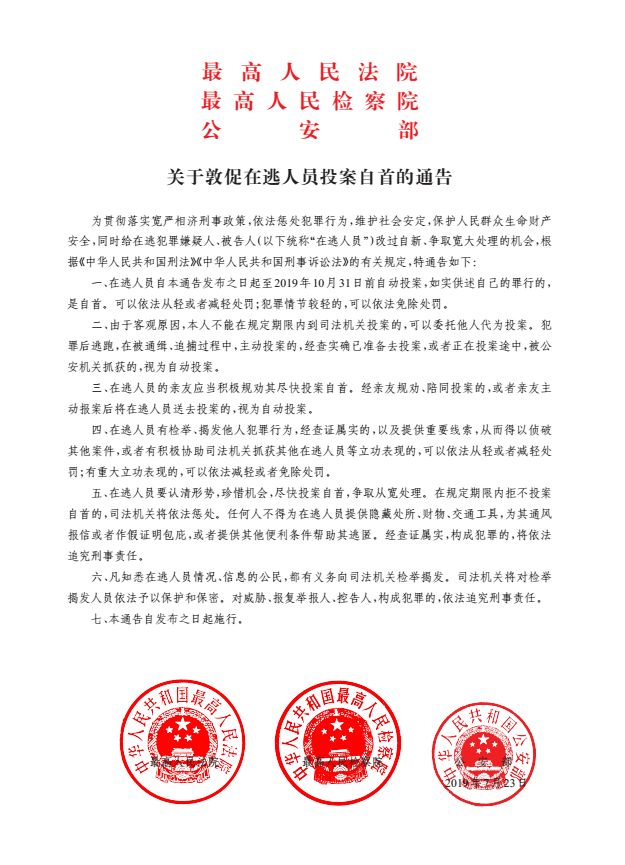 最高人民法院
最高人民检察院
公安部
关于敦促在逃人员投案自首的通告
为贯彻落实宽严相济刑事政策,依法惩处犯罪行为,维护社会安定,保护人民群众生命财产
安全,同时给在逃犯罪嫌疑人、被告人(以下统称“在逃人员”)改过自新、争取宽大处理的机会,根
据《中华人民共和国刑法》《中华人民共和国刑事诉讼法》的有关规定,特通告如下:
一、在逃人员自本通告发布之日起至2019年10月31日前自动投案,如实供述自己的罪行的,
是自首。可以依法从轻或者减轻处罚;犯罪情节较轻的,可以依法免除处罚。
二、由于客观原因,本人不能在规定期限内到司法机关投案的,可以委托他人代为投案。犯
罪后逃跑,在被通缉、追捕过程中,主动投案的,经查实确已准备去投案,或者正在投案途中,被公
安机关抓获的,视为自动投案。
三、在逃人员的亲友应当积极规劝其尽快投案自首。经亲友规劝、陪同投案的,或者亲友主
动报案后将在逃人员送去投案的,视为自动投案。
四、在逃人员有检举、揭发他人犯罪行为,经查证属实的,以及提供重要线索,从而得以侦破
其他案件,或者有积极协助司法机关抓获其他在逃人员等立功表现的,可以依法从轻或者减轻处
罚;有重大立功表现的,可以依法减轻或者免除处罚。
五、在逃人员要认清形势,珍惜机会,尽快投案自首,争取从宽处理。在规定期限内拒不投案
自首的,司法机关将依法惩处。任何人不得为在逃人员提供隐藏处所、财物、交通工具,为其通风
报信或者作假证明包庇,或者提供其他便利条件帮助其逃匿。经查证属实,构成犯罪的,将依法
追究刑事责任。
六、凡知悉在逃人员情况、信息的公民,都有义务向司法机关检举揭发。司法机关将对检举
揭发人员依法予以保护和保密。对威胁、报复举报人、控告人,构成犯罪的,依法追究刑事责任。
七、本通告自发布之日起施行。
中华人民共和国最高人民法院
最高人民法院
中华人民共和国最高人民检察院
最高人民检察院
中华人民共和国公安部
公安部
2019年7月23日